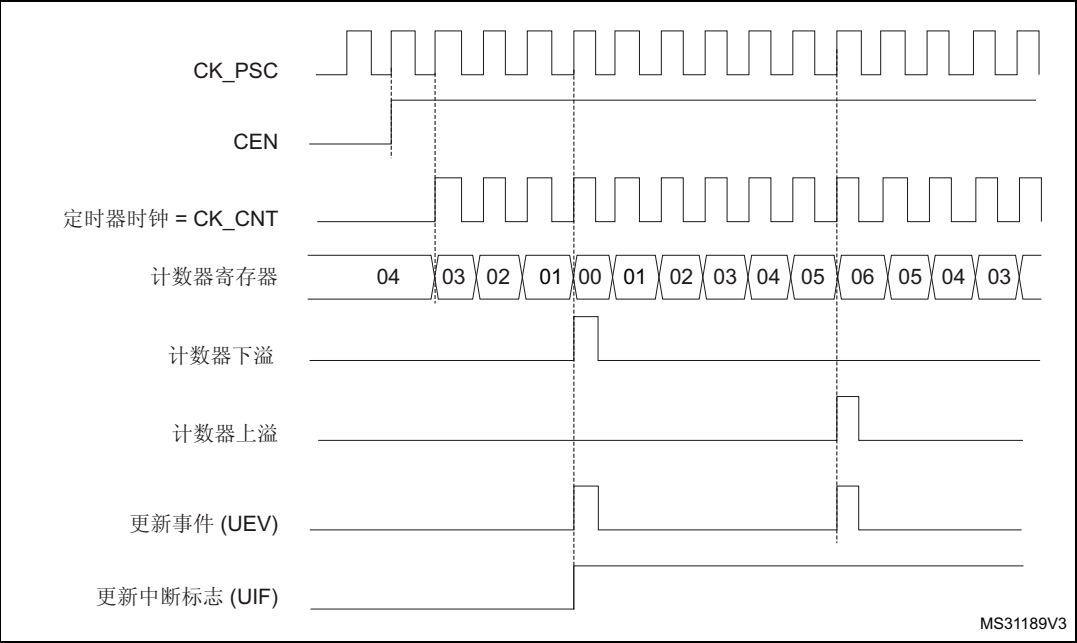 CK_PSC
CEN
定时器时钟 = CK_CNT
计数器寄存器 04 03 02 01 00 01 02 03 04 05 06 05 04 03
计数器下溢
计数器上溢
更新事件 (UEV)
更新中断标志 (UIF)
MS31189V3